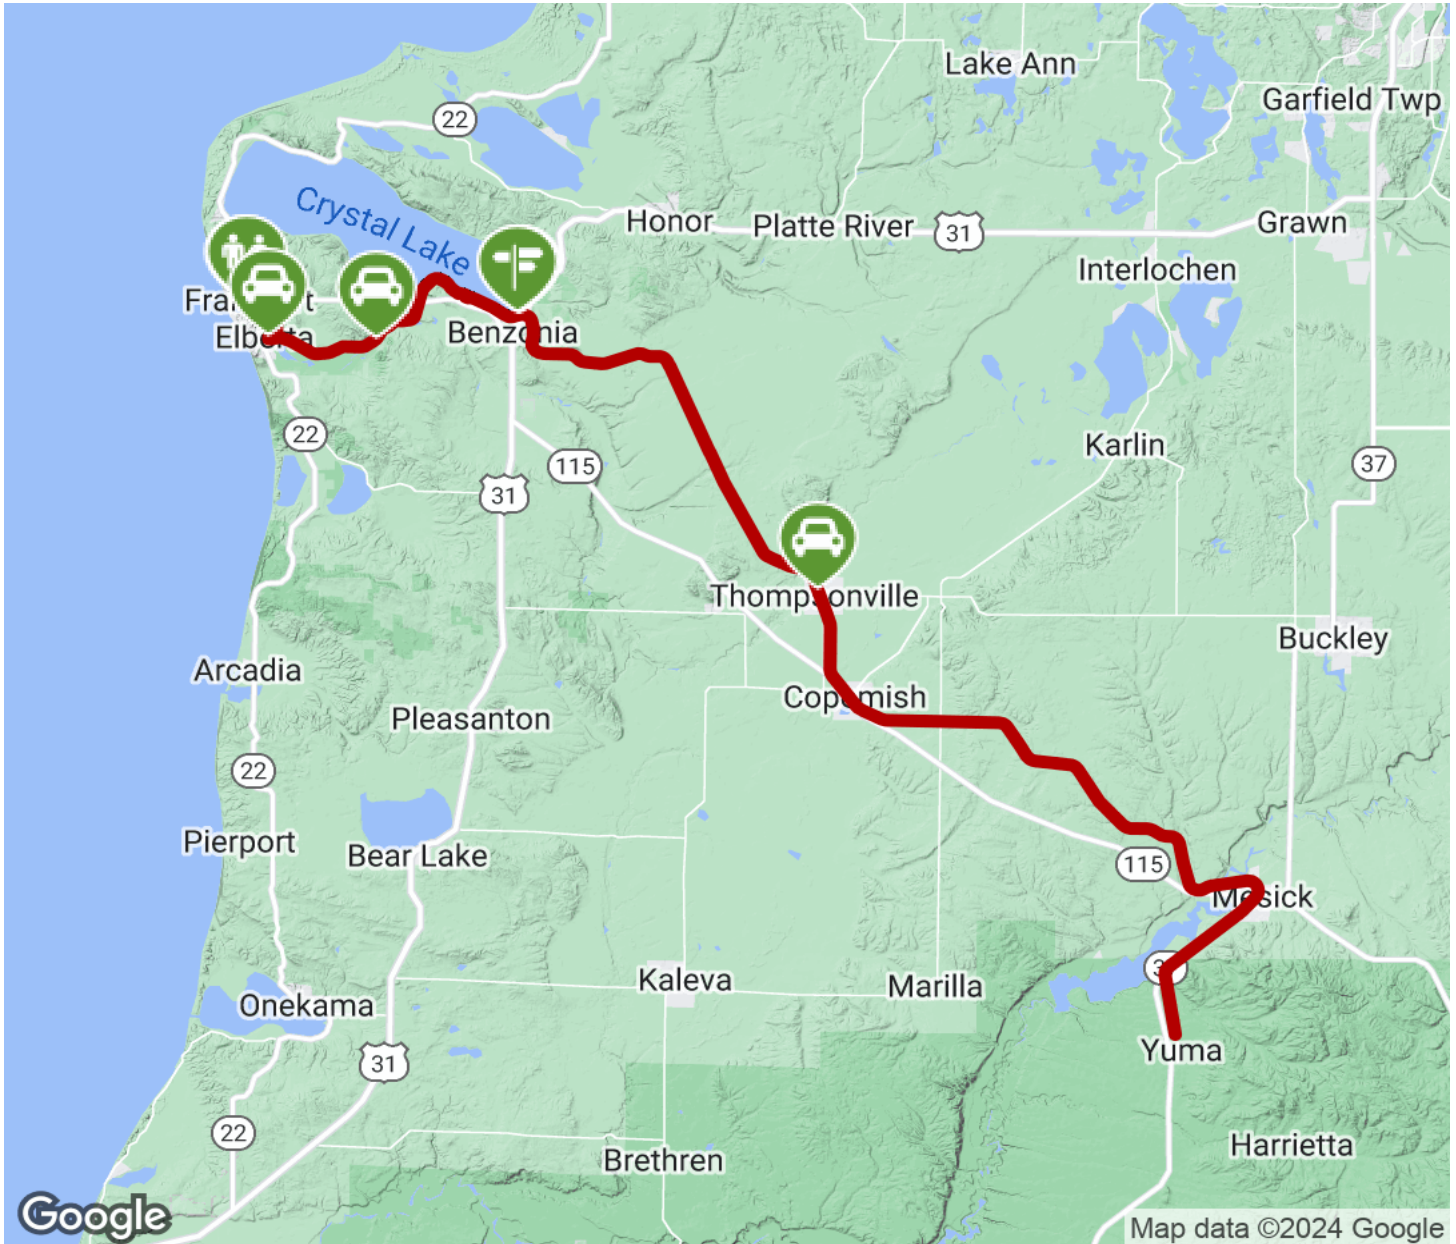 Lake Ann
Garfield Twp
22
Crystal Lake
Honor
Platte River
31
Grawn
Interlochen
Elberta
Benzonia
22
115
31
Karlin
37
Thompsonville
Buckley
Arcadia
Copemish
Pleasanton
22
Pierport
Bear Lake
115
Mesick
Kaleva
Marilla
Onekama
31
Yuma
22
Brethren
Harrietta
Google
Map data ©2024 Google